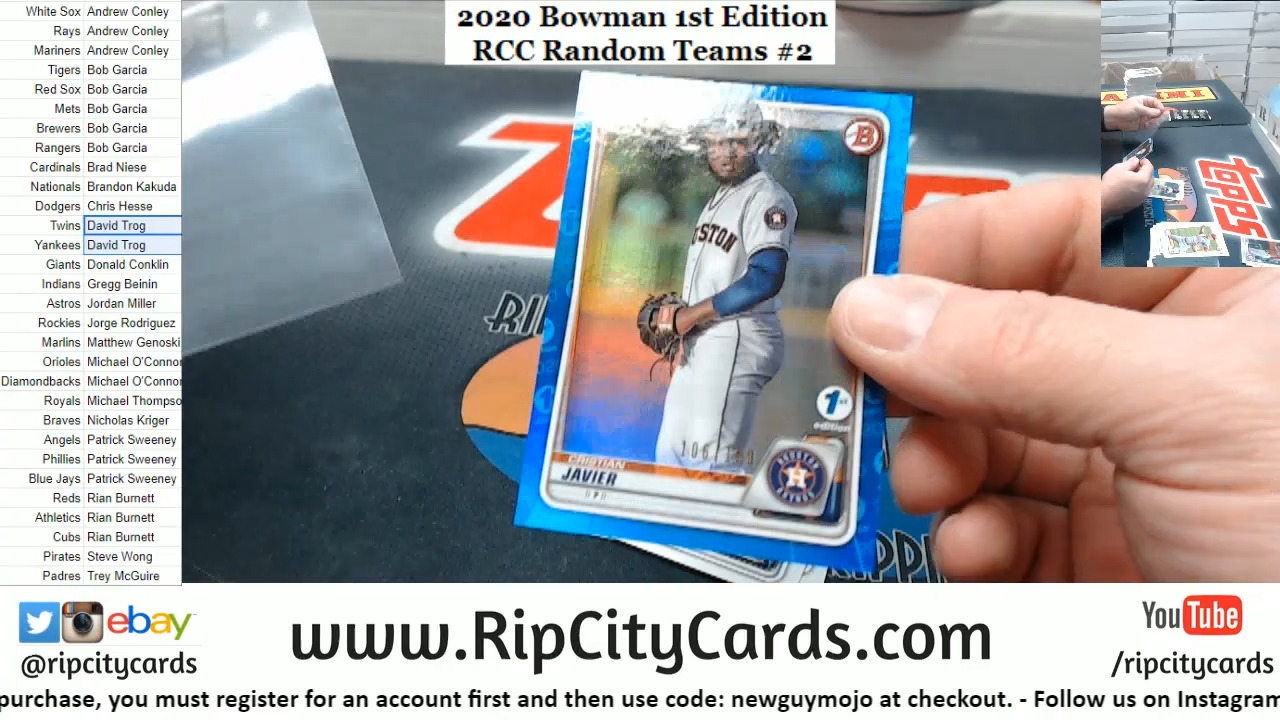 2020 Bowman 1st Edition
RCC Random Teams #2
White Sox Andrew Conley
Rays Andrew Conley
Mariners Andrew Conley
Tigers Bob Garcia
Red Sox Bob Garcia
Mets Bob Garcia
Brewers Bob Garcia
Rangers Bob Garcia
Cardinals Brad Niese
Nationals Brandon Kakuda
Dodgers Chris Hesse
Twins David Trog
Yankees David Trog
Giants Donald Conklin
Indians Gregg Beinin
Astros Jordan Miller
Rockies Jorge Rodriguez
Marlins Matthew Genoski
Orioles Michael O'Connor
Diamondbacks Michael O'Connor
Royals Michael Thompso
Braves Nicholas Kriger
Angels Patrick Sweeney
Phillies Patrick Sweeney
Blue Jays Patrick Sweeney
Reds Rian Burnett
Athletics Rian Burnett
Cubs Rian Burnett
Pirates Steve Wong
Padres Trey McGuire
B
1st
edition
CRISTIAN
JAVIER
topps
ebay
@ripcitycards
www.RipCityCards.com
YouTube
/ripcitycards
purchase, you must register for an account first and then use code: newguymojo at checkout. - Follow us on Instagram